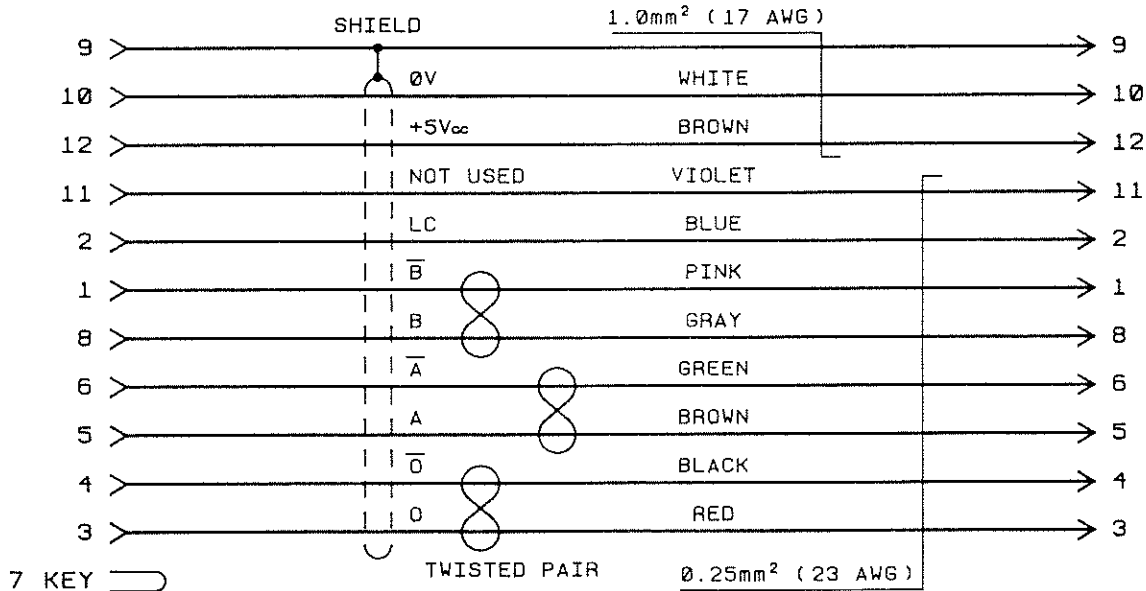 1.0mm² (17 AWG)
SHIELD
9 9
10 0V WHITE 10
12 +5Vcc BROWN 12
11 NOT USED VIOLET 11
2 LC BLUE 2
1 B̅ PINK 1
8 B GRAY 8
6 A̅ GREEN 6
5 A BROWN 5
4 O̅ BLACK 4
3 O RED 3
7 KEY TWISTED PAIR 0.25mm² (23 AWG)